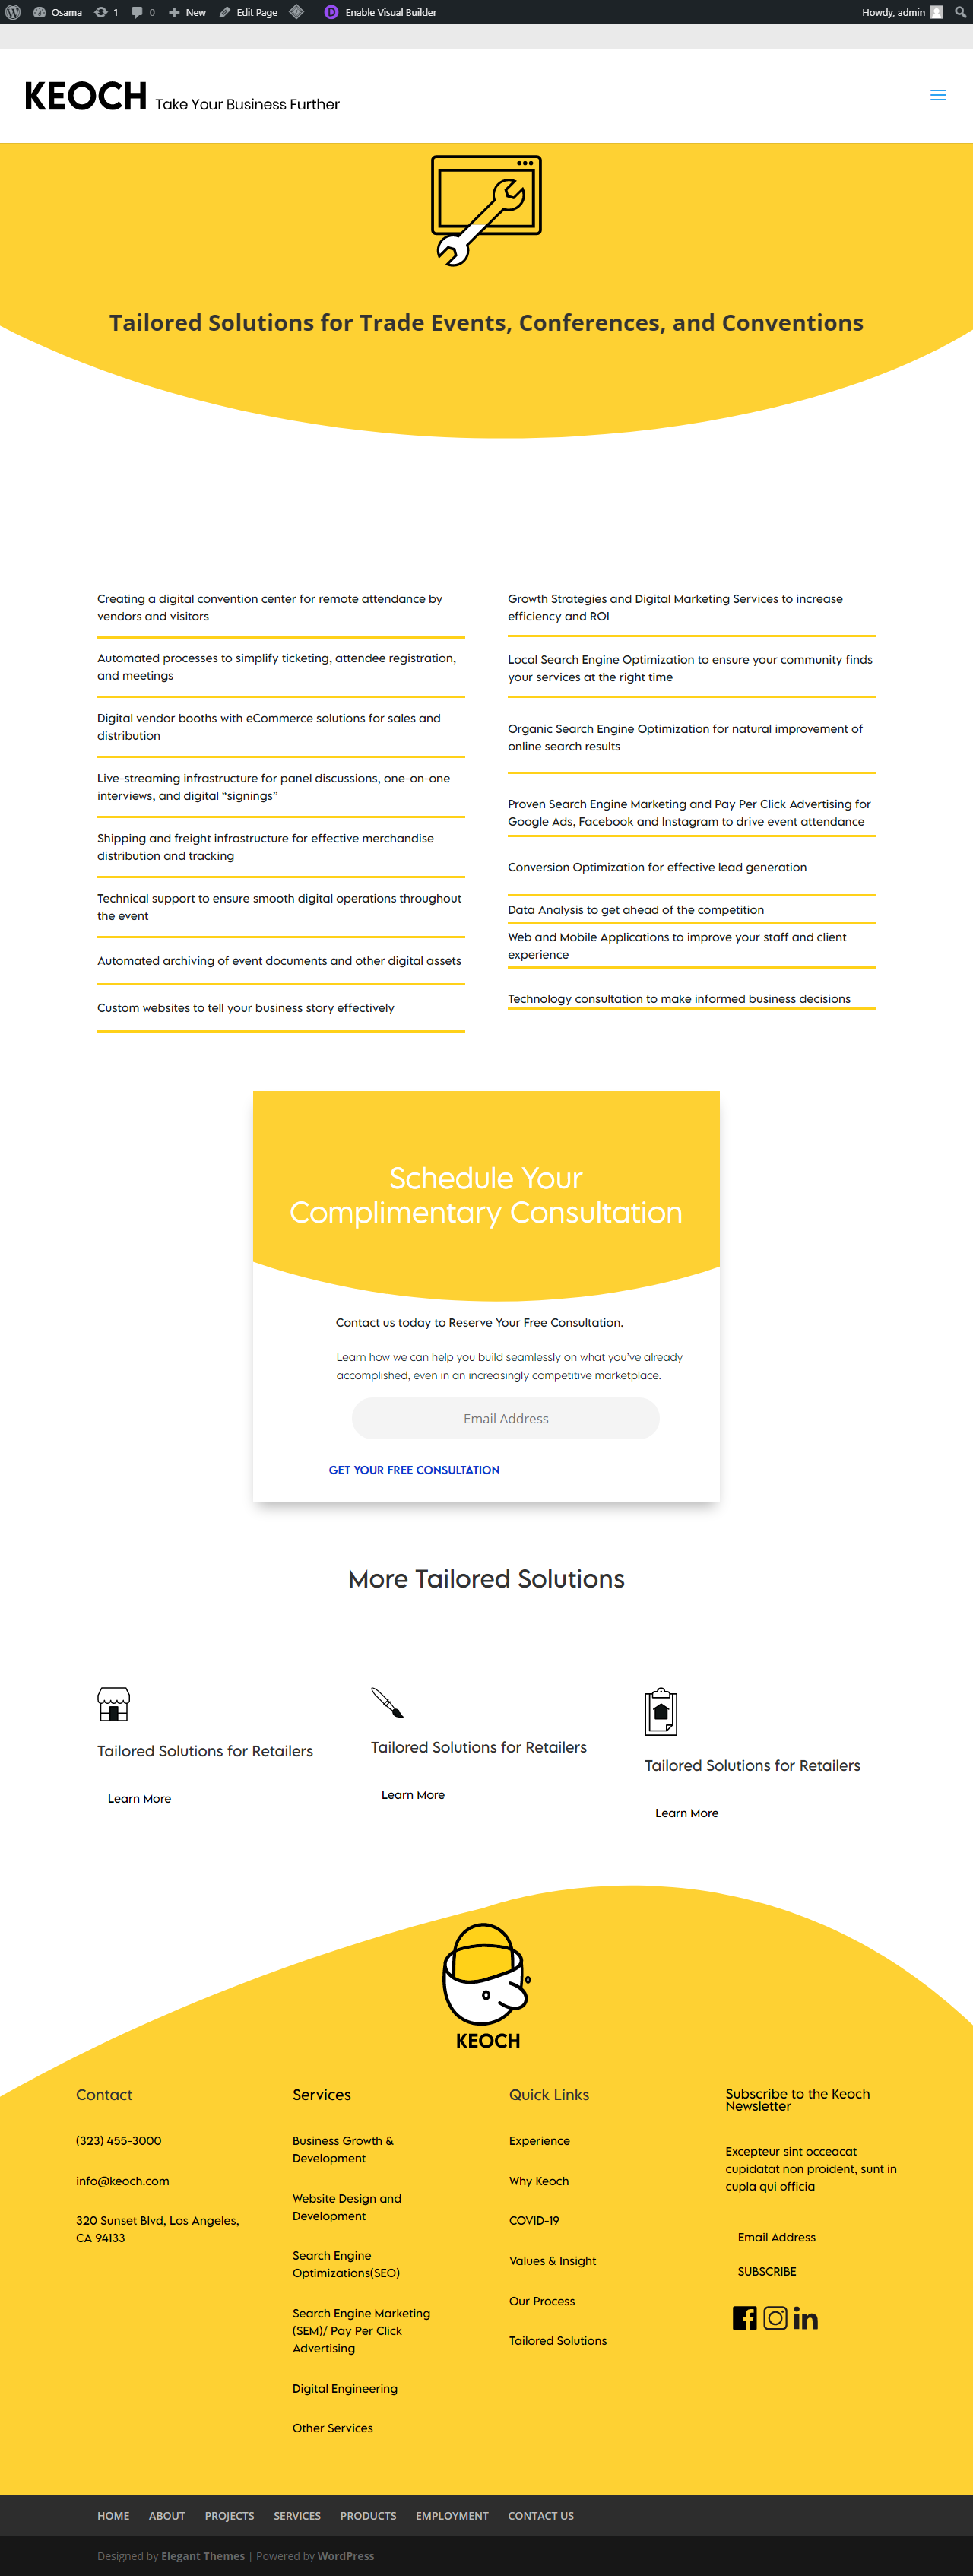 Osama 1 0 New Edit Page D Enable Visual Builder Howdy, admin
KEOCH Take Your Business Further
Tailored Solutions for Trade Events, Conferences, and Conventions
Creating a digital convention center for remote attendance by
vendors and visitors
Automated processes to simplify ticketing, attendee registration,
and meetings
Digital vendor booths with eCommerce solutions for sales and
distribution
Live-streaming infrastructure for panel discussions, one-on-one
interviews, and digital “signings”
Shipping and freight infrastructure for effective merchandise
distribution and tracking
Technical support to ensure smooth digital operations throughout
the event
Automated archiving of event documents and other digital assets
Custom websites to tell your business story effectively
Growth Strategies and Digital Marketing Services to increase
efficiency and ROI
Local Search Engine Optimization to ensure your community finds
your services at the right time
Organic Search Engine Optimization for natural improvement of
online search results
Proven Search Engine Marketing and Pay Per Click Advertising for
Google Ads, Facebook and Instagram to drive event attendance
Conversion Optimization for effective lead generation
Data Analysis to get ahead of the competition
Web and Mobile Applications to improve your staff and client
experience
Technology consultation to make informed business decisions
Schedule Your
Complimentary Consultation
Contact us today to Reserve Your Free Consultation.
Learn how we can help you build seamlessly on what you’ve already
accomplished, even in an increasingly competitive marketplace.
Email Address
GET YOUR FREE CONSULTATION
More Tailored Solutions
Tailored Solutions for Retailers
Learn More
Tailored Solutions for Retailers
Learn More
Tailored Solutions for Retailers
Learn More
KEOCH
Contact
(323) 455-3000
info@keoch.com
320 Sunset Blvd, Los Angeles,
CA 94133
Services
Business Growth &
Development
Website Design and
Development
Search Engine
Optimizations(SEO)
Search Engine Marketing
(SEM)/ Pay Per Click
Advertising
Digital Engineering
Other Services
Quick Links
Experience
Why Keoch
COVID-19
Values & Insight
Our Process
Tailored Solutions
Subscribe to the Keoch
Newsletter
Excepteur sint occeacat
cupidatat non proident, sunt in
cupla qui officia
Email Address
SUBSCRIBE
HOME ABOUT PROJECTS SERVICES PRODUCTS EMPLOYMENT CONTACT US
Designed by Elegant Themes | Powered by WordPress